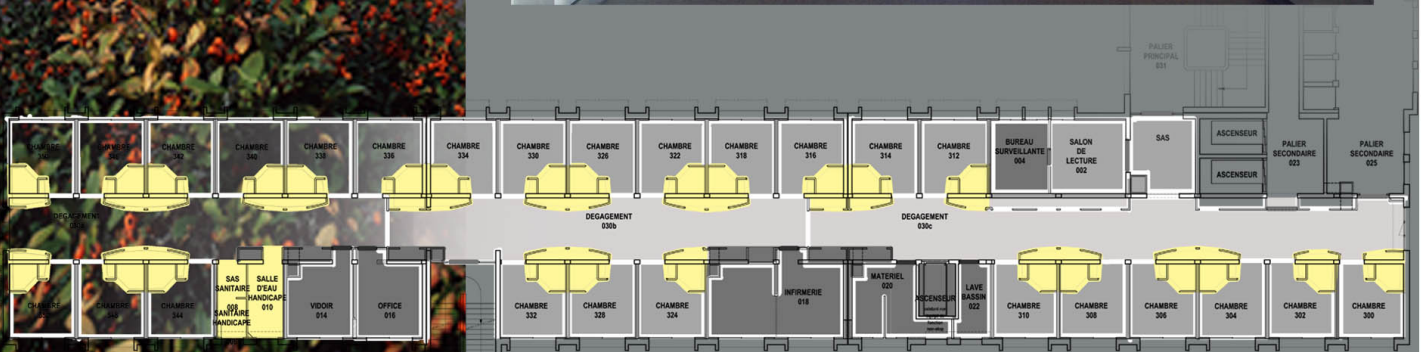 PALIER
PRINCIPAL
031
CHAMBRE
CHAMBRE
CHAMBRE
342
CHAMBRE
340
CHAMBRE
338
CHAMBRE
336
CHAMBRE
334
CHAMBRE
330
CHAMBRE
326
CHAMBRE
322
CHAMBRE
318
CHAMBRE
316
CHAMBRE
314
CHAMBRE
312
BUREAU
SURVEILLANTE
004
SALON
DE
LECTURE
002
SAS
ASCENSEUR
ASCENSEUR
PALIER
SECONDAIRE
023
PALIER
SECONDAIRE
025
DEGAGEMENT
DEGAGEMENT
030b
DEGAGEMENT
030c
CHAMBRE
CHAMBRE
CHAMBRE
344
SAS
SANITAIRE
008
SANITAIRE
HANDICAPE
SALLE
D'EAU
HANDICAPE
010
VIDOIR
014
OFFICE
016
CHAMBRE
332
CHAMBRE
328
CHAMBRE
324
INFIRMERIE
018
MATERIEL
020
ASCENSEUR
LAVE
BASSIN
022
CHAMBRE
310
CHAMBRE
308
CHAMBRE
306
CHAMBRE
304
CHAMBRE
302
CHAMBRE
300